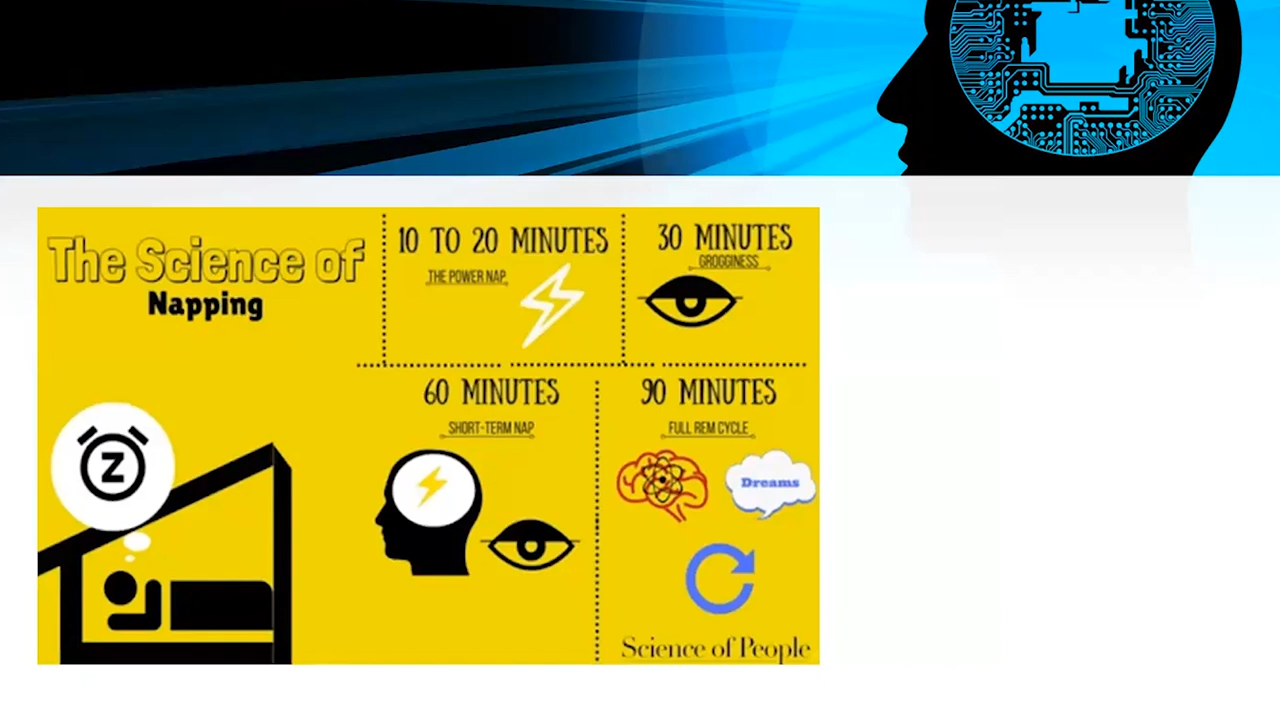 The Science of
Napping
10 TO 20 MINUTES
THE POWER NAP
30 MINUTES
GROGGINESS
60 MINUTES
SHORT-TERM NAP
90 MINUTES
FULL REM CYCLE
Dreams
Z
Science of People